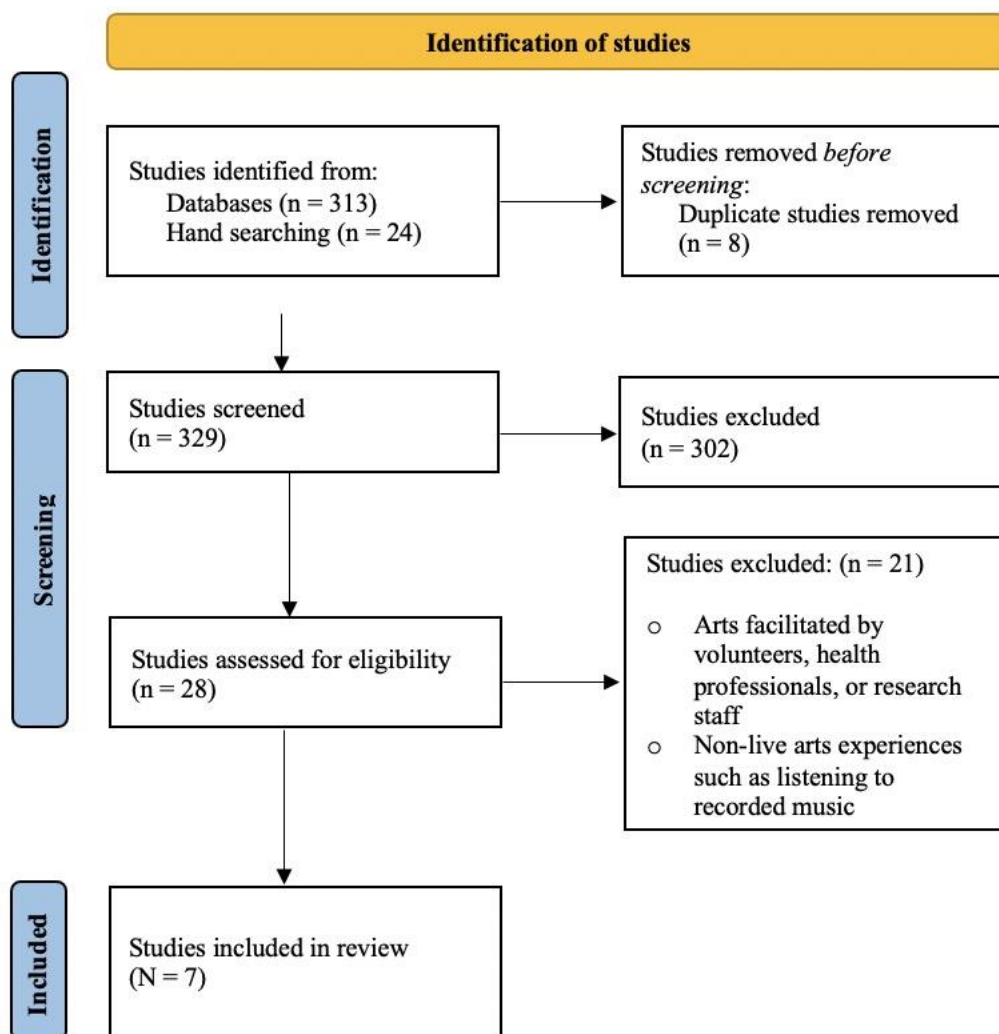 Identification of studies
Identification
Studies identified from:
Databases (n = 313)
Hand searching (n = 24)
Studies removed before
screening:
Duplicate studies removed
(n = 8)
Screening
Studies screened
(n = 329)
Studies excluded
(n = 302)
Studies assessed for eligibility
(n = 28)
Studies excluded: (n = 21)
o Arts facilitated by
volunteers, health
professionals, or research
staff
o Non-live arts experiences
such as listening to
recorded music
Included
Studies included in review
(N = 7)